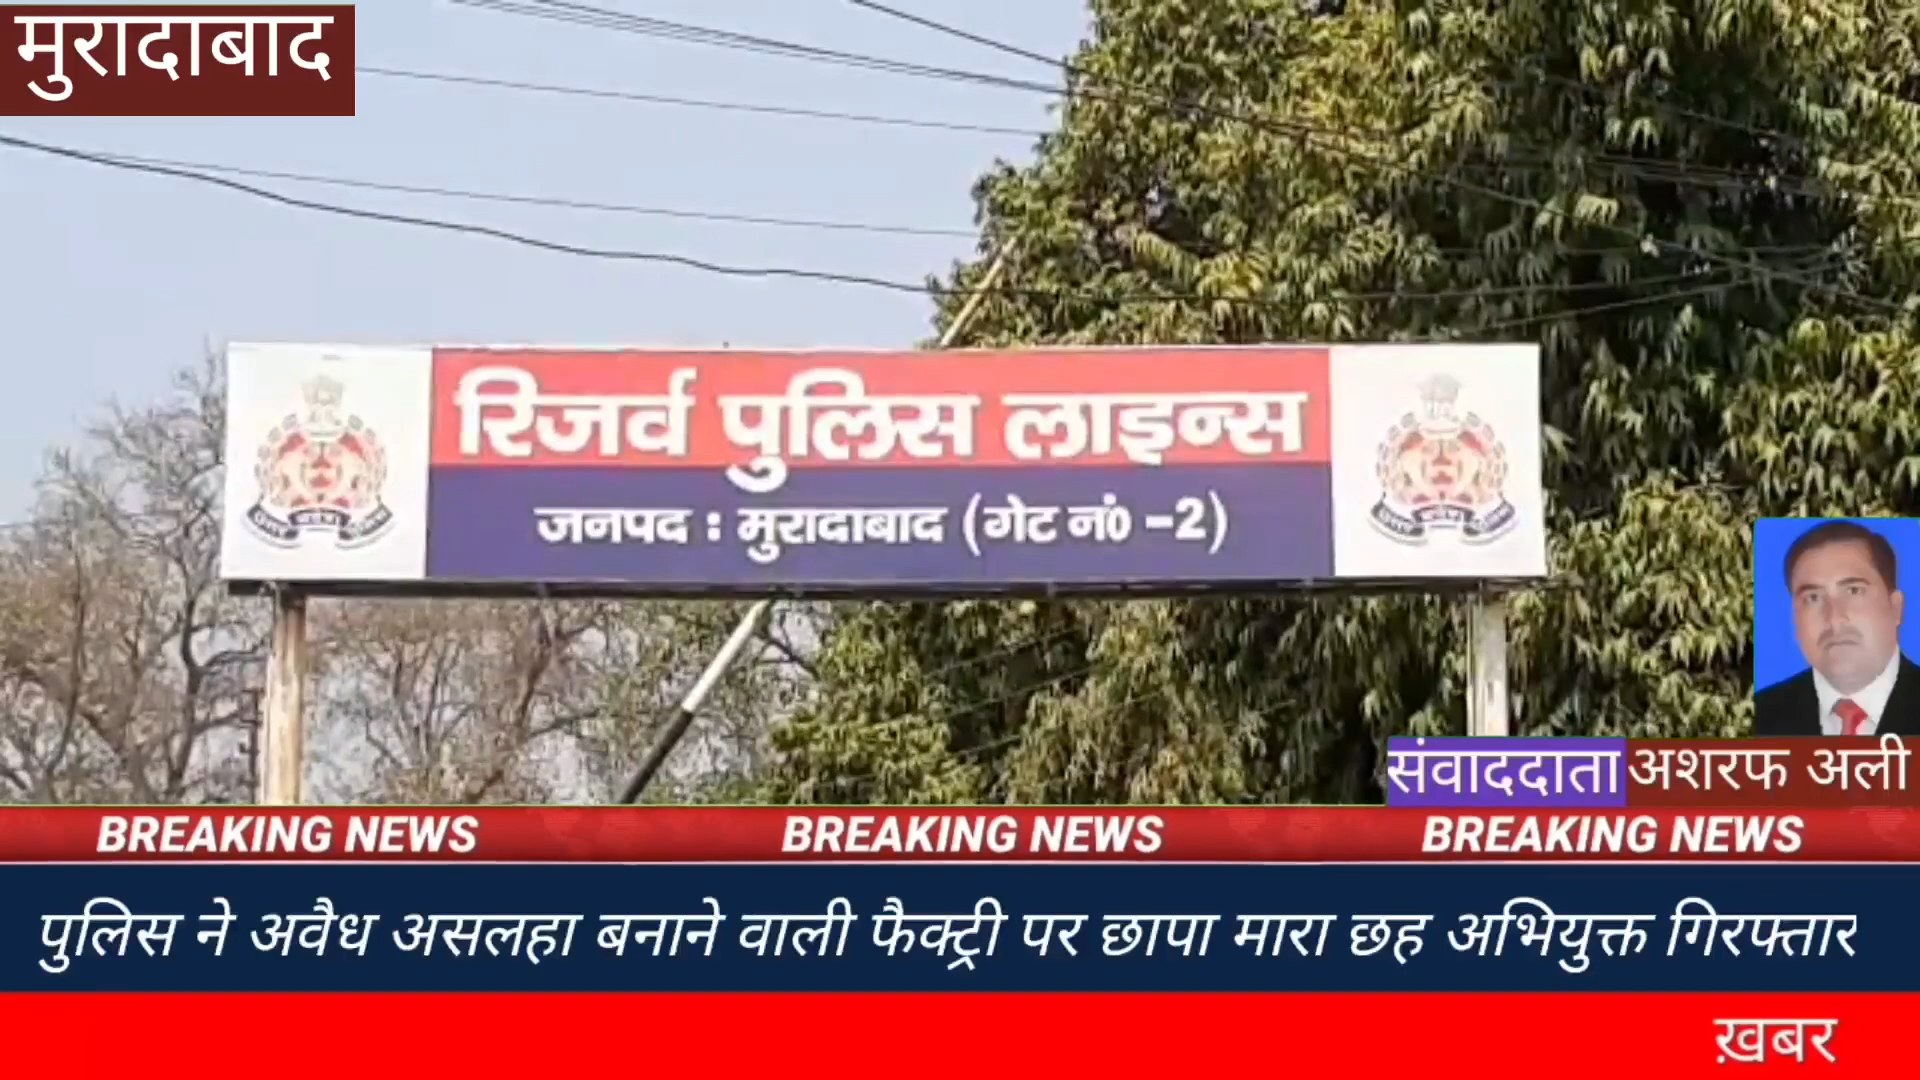 मुरादाबाद
रिजर्व पुलिस लाइन्स
जनपद : मुरादाबाद (गेट नं0 -2)
संवाददाता अशरफ अली
BREAKING NEWS BREAKING NEWS BREAKING NEWS
पुलिस ने अवैध असलहा बनाने वाली फैक्ट्री पर छापा मारा छह अभियुक्त गिरफ्तार
ख़बर